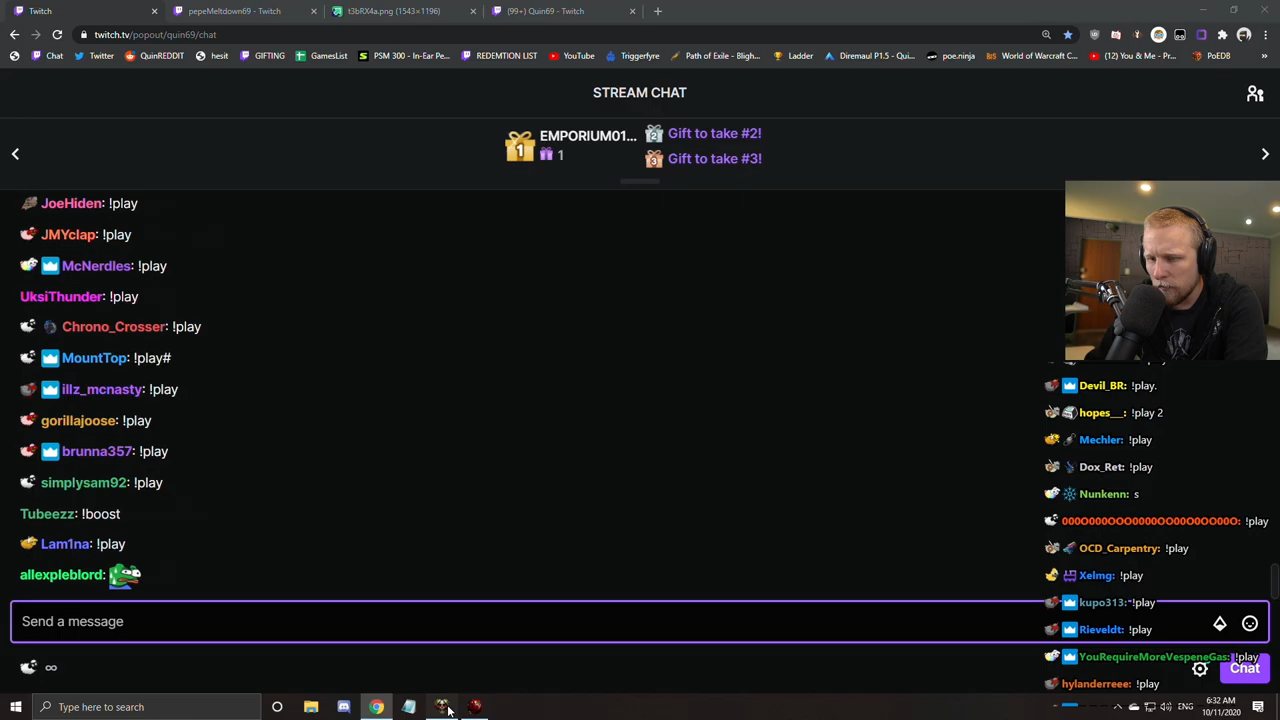 Twitch
pepeMeltdown69 - Twitch
t3bRX4a.png (1543×1196)
(99+) Quin69 - Twitch
twitch.tv/popout/quin69/chat
Chat
Twitter
QuinREDDIT
hesit
GIFTING
GamesList
PSM 300 - In-Ear Pe...
REDEMTION LIST
YouTube
Triggerfyre
Path of Exile - Bligh...
Ladder
Diremaul P1.5 - Qui...
poe.ninja
World of Warcraft C...
(12) You & Me - Pr...
PoEDB
STREAM CHAT
EMPORIUM01...
1
Gift to take #2!
Gift to take #3!
JoeHiden: !play
JMYclap: !play
McNerdles: !play
UksiThunder: !play
Chrono_Crosser: !play
MountTop: !play#
illz_mcnasty: !play
gorillajoose: !play
brunna357: !play
simplysam92: !play
Tubeezz: !boost
Lam1na: !play
allexpleblord:
Send a message
Chat
Devil_BR: !play.
hopes__: !play 2
Mechler: !play
Dox_Ret: !play
Nunkenn: s
OCD_Carpentry: !play
Xelmg: !play
kupo313: !play
Rieveldt: !play
YouRequireMoreVespeneGas: !play
hylanderreee: !play
Type here to search
ENG
6:32 AM
10/11/2020